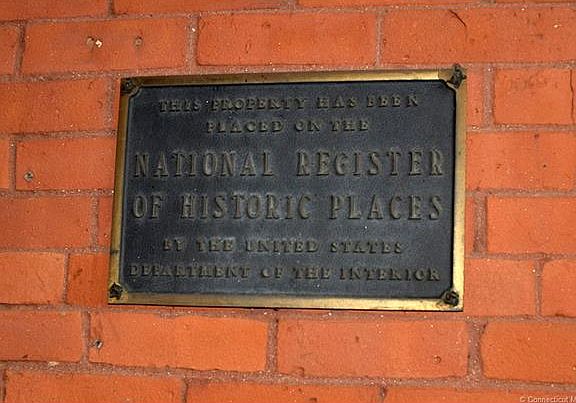 THIS PROPERTY HAS BEEN
PLACED ON THE
NATIONAL REGISTER
OF HISTORIC PLACES
BY THE UNITED STATES
DEPARTMENT OF THE INTERIOR
© Connecticut M